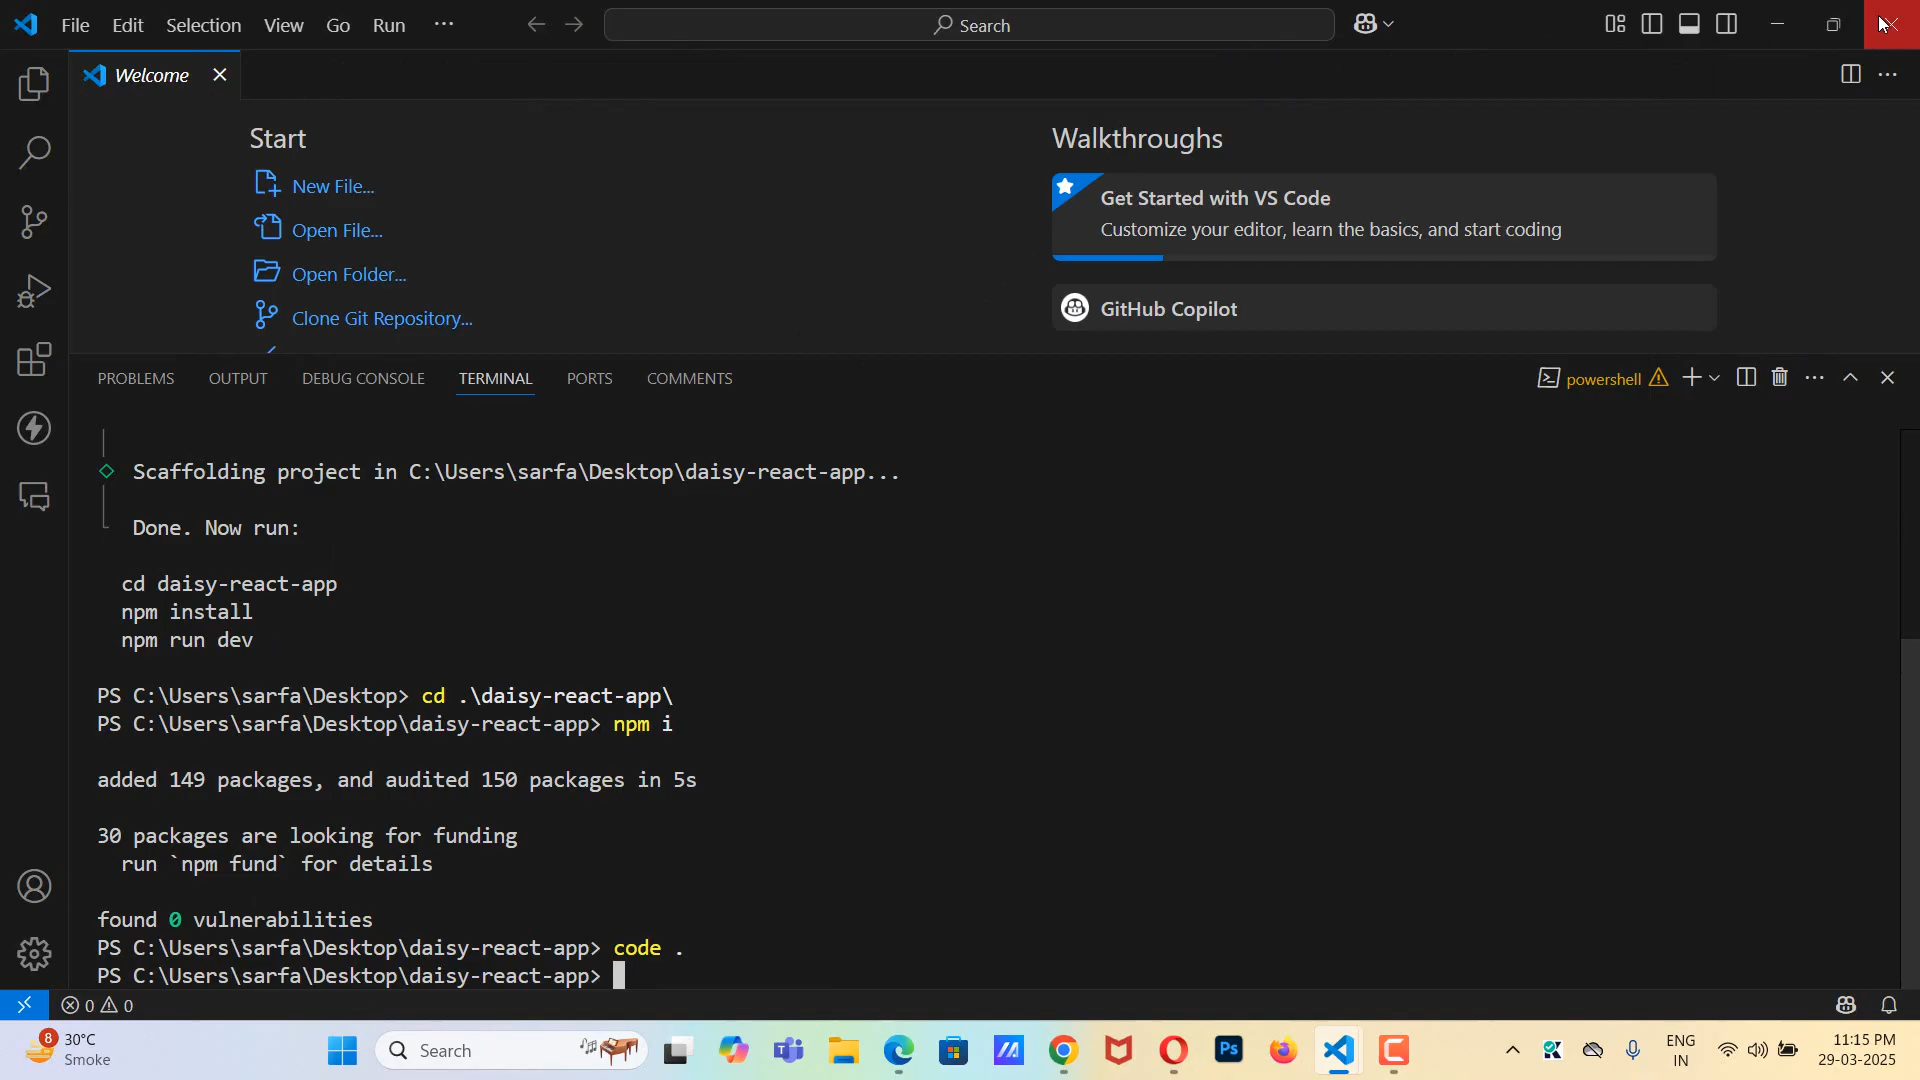 File Edit Selection View Go Run ··· Search
Welcome
Start
New File...
Open File...
Open Folder...
Clone Git Repository...
Walkthroughs
Get Started with VS Code
Customize your editor, learn the basics, and start coding
GitHub Copilot
PROBLEMS OUTPUT DEBUG CONSOLE TERMINAL PORTS COMMENTS powershell
Scaffolding project in C:\Users\sarfa\Desktop\daisy-react-app...
Done. Now run:
cd daisy-react-app
npm install
npm run dev
PS C:\Users\sarfa\Desktop> cd .\daisy-react-app\
PS C:\Users\sarfa\Desktop\daisy-react-app> npm i
added 149 packages, and audited 150 packages in 5s
30 packages are looking for funding
run `npm fund` for details
found 0 vulnerabilities
PS C:\Users\sarfa\Desktop\daisy-react-app> code .
PS C:\Users\sarfa\Desktop\daisy-react-app>
0 0
8 30°C
Smoke
Search
T
Ps
C
ENG
IN
11:15 PM
29-03-2025